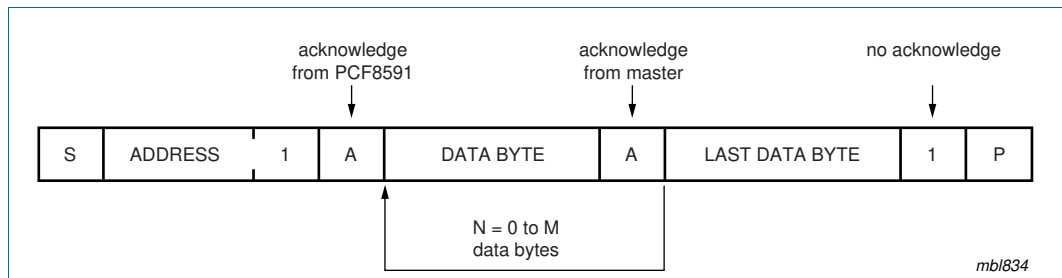 acknowledge
from PCF8591
acknowledge
from master
no acknowledge
S ADDRESS 1 A DATA BYTE A LAST DATA BYTE 1 P
N = 0 to M
data bytes
mbl834